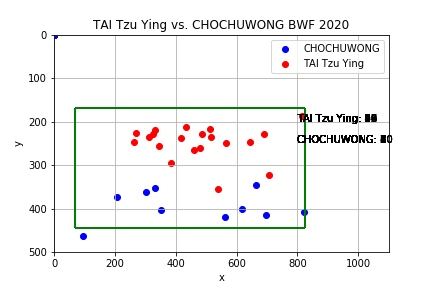 TAI Tzu Ying vs. CHOCHUWONG BWF 2020
CHOCHUWONG
TAI Tzu Ying
0
100
200
300
400
500
y
TAI Tzu Ying:
CHOCHUWONG:
0 200 400 600 800 1000
x